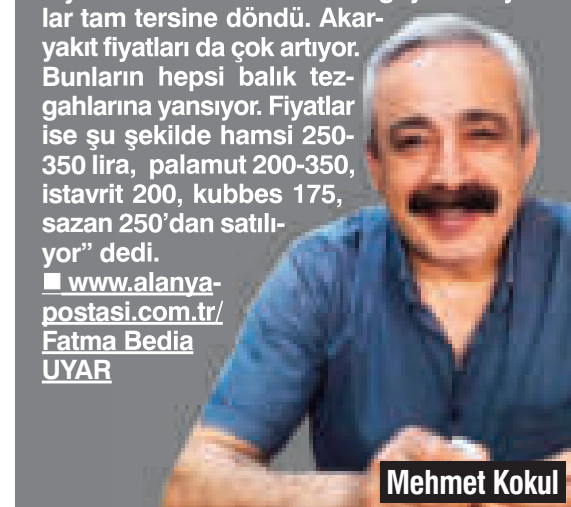 lar tam tersine döndü. Akar-
yakıt fiyatları da çok artıyor.
Bunların hepsi balık tez-
gahlarına yansıyor. Fiyatlar
ise şu şekilde hamsi 250-
350 lira, palamut 200-350,
istavrit 200, kubbes 175,
sazan 250’dan satılı-
yor” dedi.
■ www.alanya-
postasi.com.tr/
Fatma Bedia
UYAR
Mehmet Kokul